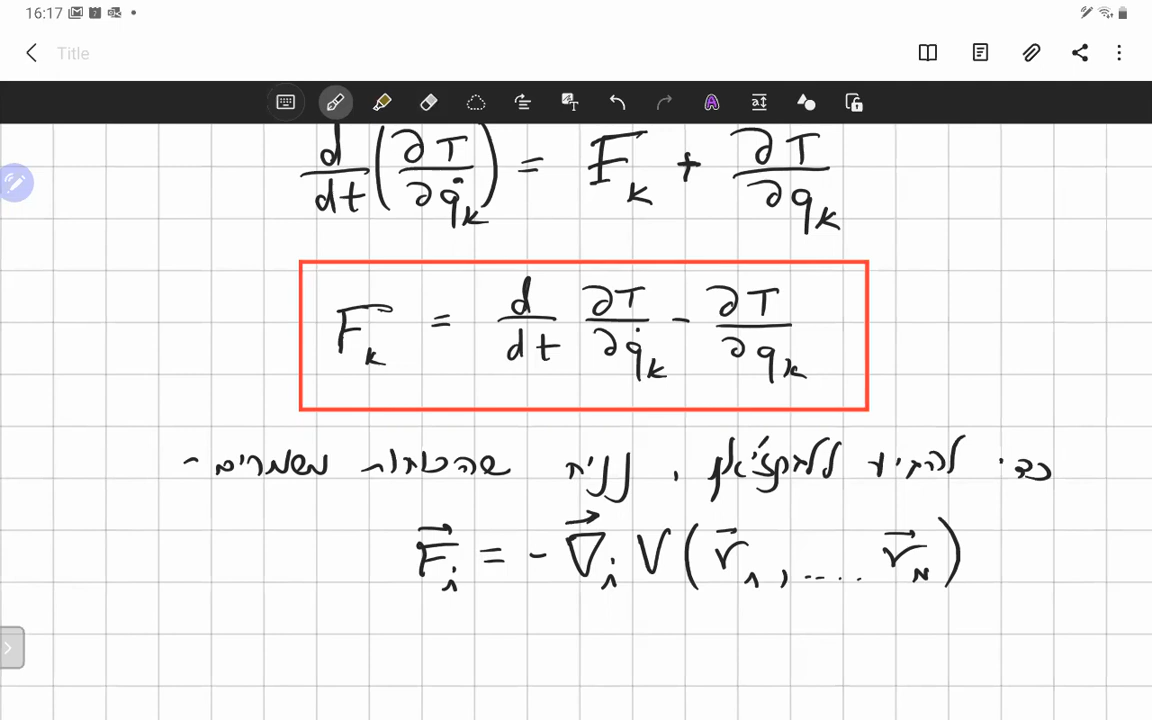 16:17
Title
d/dt (∂T/∂q̇_k) = F_k + ∂T/∂q_k
F_k = d/dt ∂T/∂q̇_k - ∂T/∂q_k
כדי להגיע ללגרנז'יאן, נניח שהכוחות משמרים -
F⃗_i = - ∇⃗_i V(r⃗_1, ..... r⃗_N)